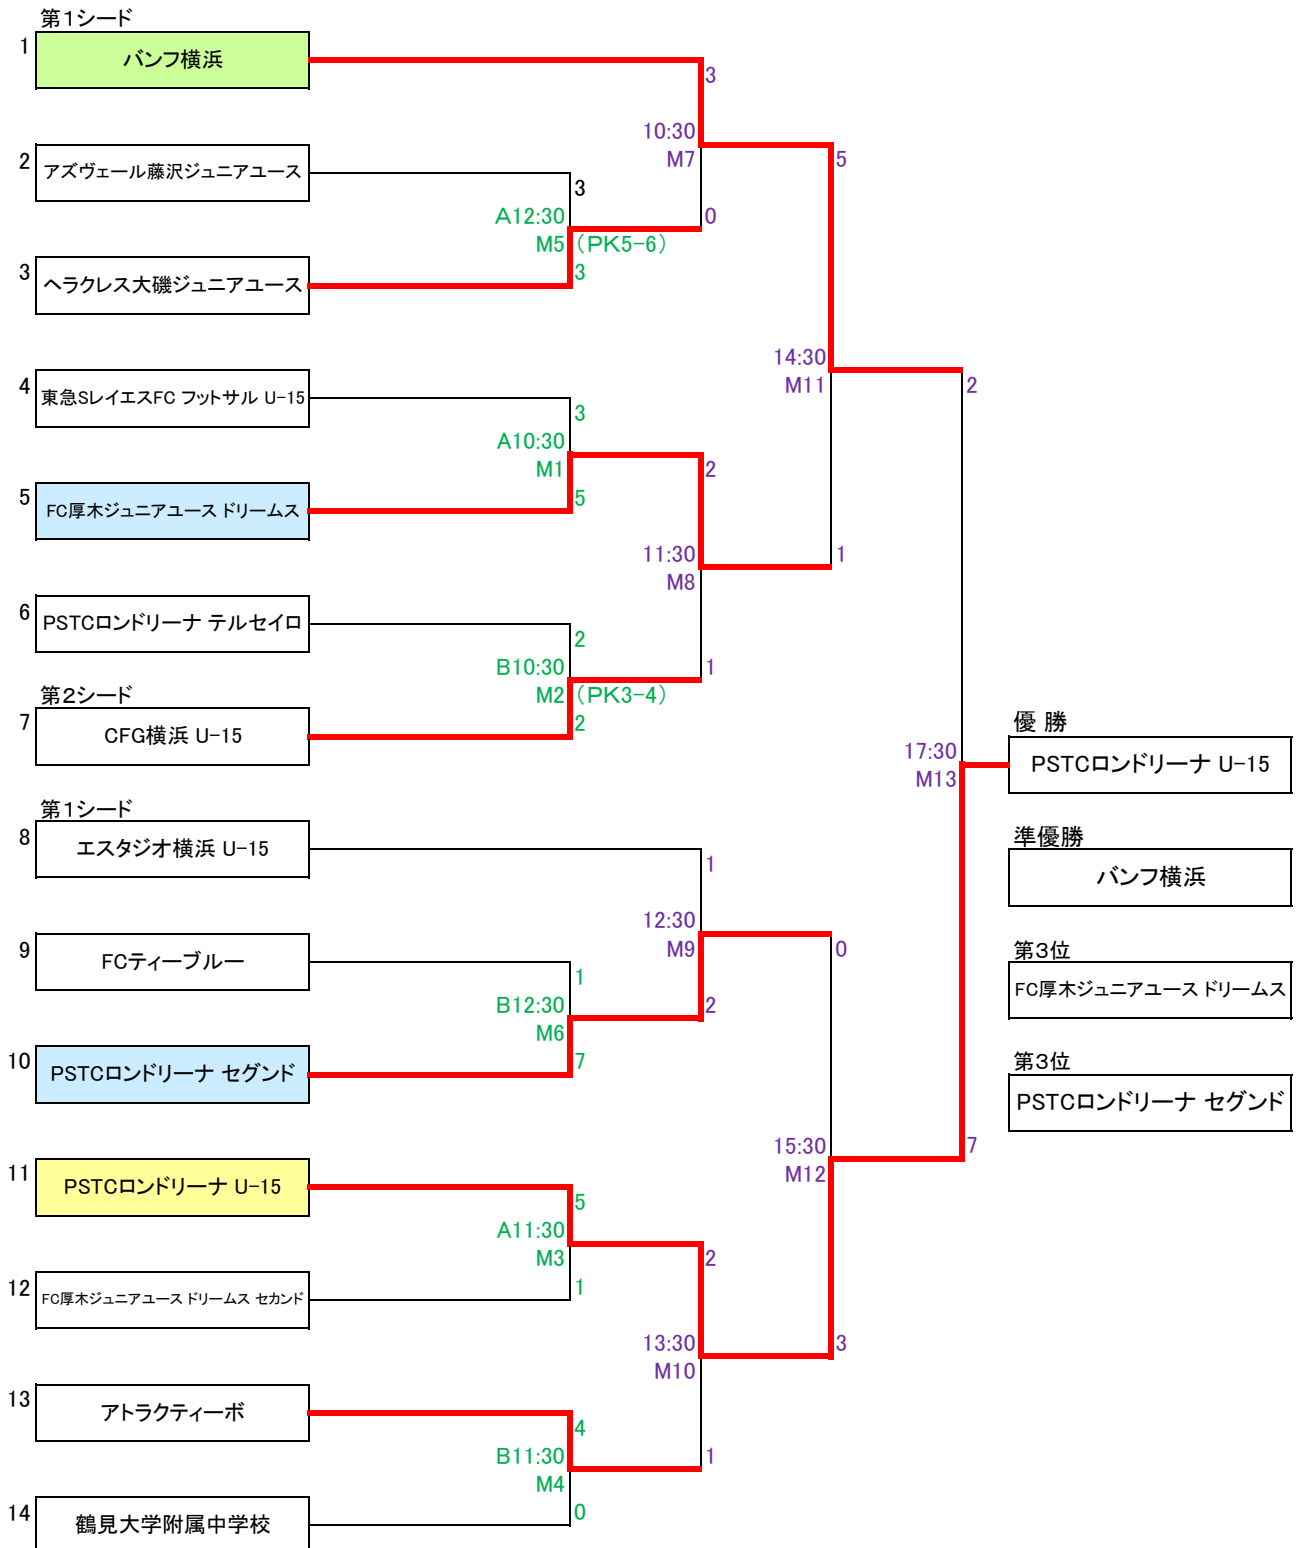 第1シード
1
バンフ横浜
3
10:30
M7
5
2
アズヴェール藤沢ジュニアユース
3
A12:30
0
M5
(PK5-6)
3
ヘラクレス大磯ジュニアユース
3
14:30
M11
2
4
東急SレイエスFC フットサル U-15
3
A10:30
M1
2
5
FC厚木ジュニアユース ドリームス
5
11:30
M8
1
6
PSTCロンドリーナ テルセイロ
2
B10:30
1
M2
(PK3-4)
第2シード
7
CFG横浜 U-15
2
優 勝
17:30
M13
PSTCロンドリーナ U-15
第1シード
8
エスタジオ横浜 U-15
1
準優勝
バンフ横浜
12:30
M9
0
9
FCティーブルー
1
第3位
FC厚木ジュニアユース ドリームス
B12:30
2
M6
10
PSTCロンドリーナ セグンド
7
第3位
PSTCロンドリーナ セグンド
15:30
M12
7
11
PSTCロンドリーナ U-15
5
A11:30
M3
2
12
FC厚木ジュニアユース ドリームス セカンド
1
13:30
M10
3
13
アトラクティーボ
4
B11:30
1
M4
14
鶴見大学附属中学校
0